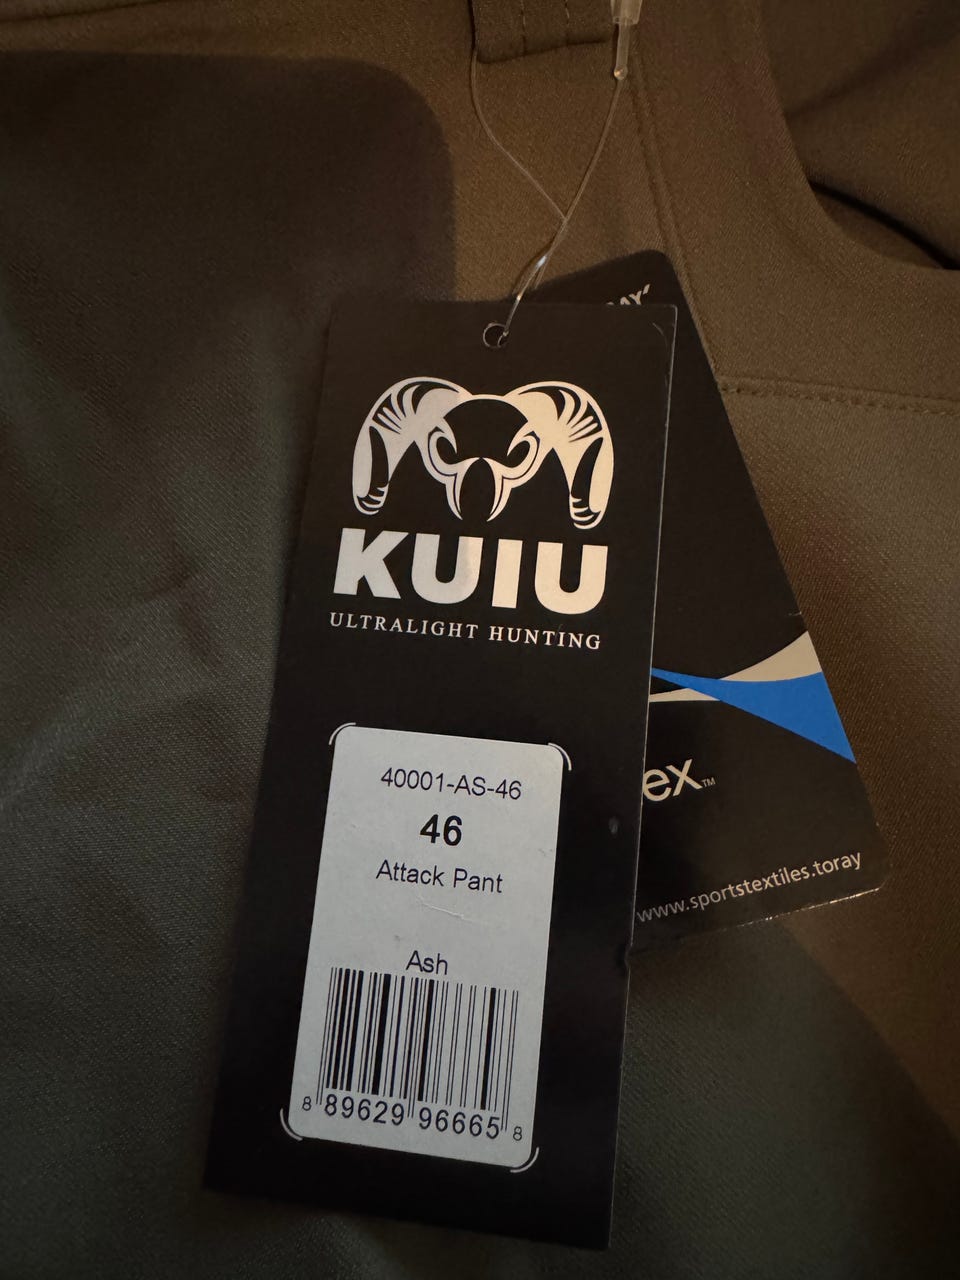 KUIU
ULTRALIGHT HUNTING
40001-AS-46
46
Attack Pant
Ash
8 89629 96665 8
ex™
www.sportstextiles.toray